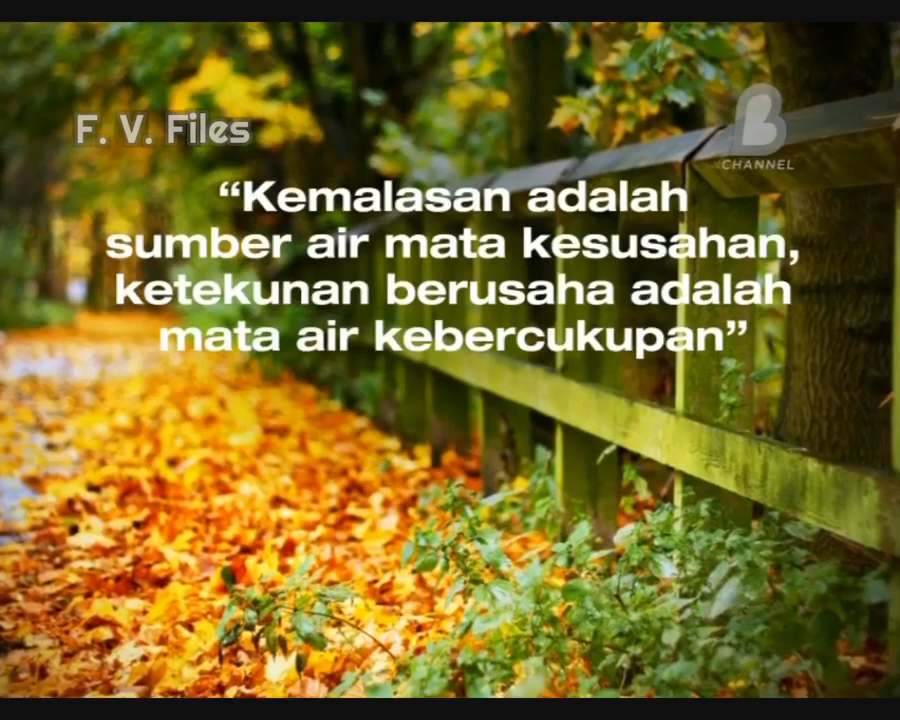 F. V. Files
B
CHANNEL
“Kemalasan adalah
sumber air mata kesusahan,
ketekunan berusaha adalah
mata air kebercukupan”